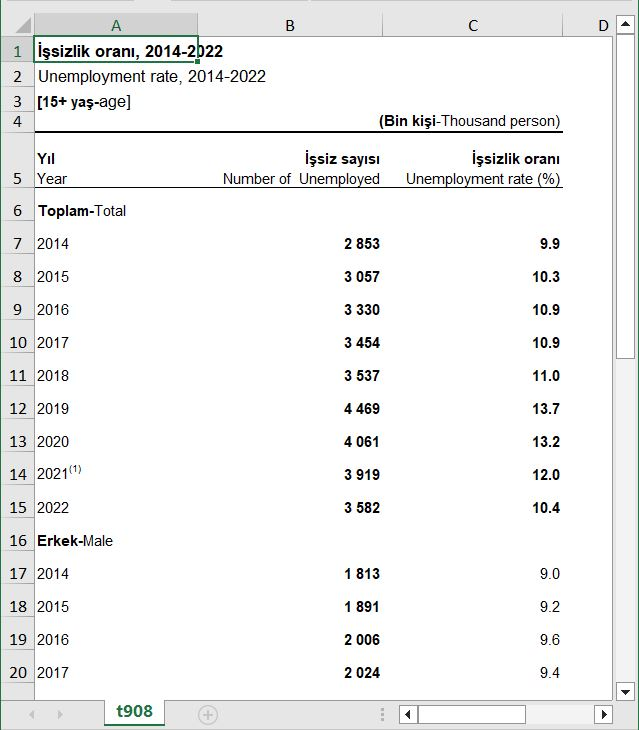 A B C D
1 İşsizlik oranı, 2014-2022
2 Unemployment rate, 2014-2022
3 [15+ yaş-age]
4 (Bin kişi-Thousand person)
Yıl İşsiz sayısı İşsizlik oranı
5 Year Number of Unemployed Unemployment rate (%)
6 Toplam-Total
7 2014 2 853 9.9
8 2015 3 057 10.3
9 2016 3 330 10.9
10 2017 3 454 10.9
11 2018 3 537 11.0
12 2019 4 469 13.7
13 2020 4 061 13.2
14 2021(1) 3 919 12.0
15 2022 3 582 10.4
16 Erkek-Male
17 2014 1 813 9.0
18 2015 1 891 9.2
19 2016 2 006 9.6
20 2017 2 024 9.4
t908